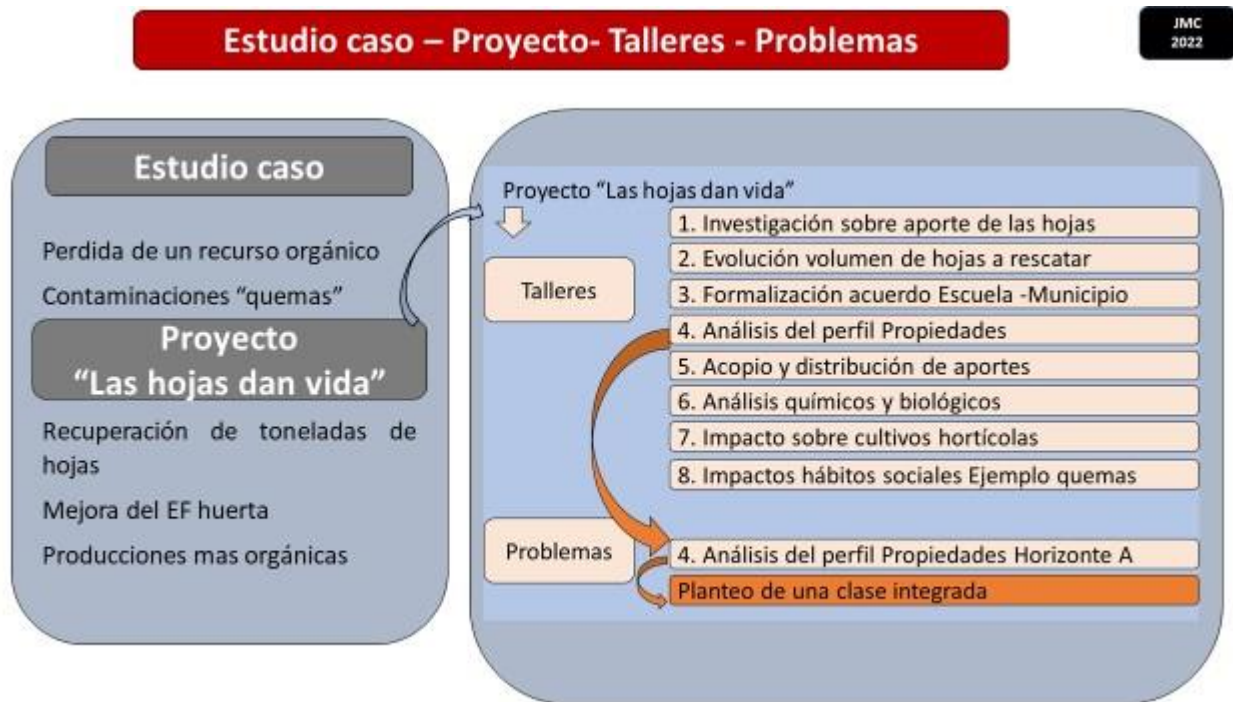 Estudio caso – Proyecto- Talleres - Problemas
JMC
2022
Estudio caso
Perdida de un recurso orgánico
Contaminaciones “quemas”
Proyecto
“Las hojas dan vida”
Recuperación de toneladas de
hojas
Mejora del EF huerta
Producciones mas orgánicas
Proyecto “Las hojas dan vida”
Talleres
1. Investigación sobre aporte de las hojas
2. Evolución volumen de hojas a rescatar
3. Formalización acuerdo Escuela -Municipio
4. Análisis del perfil Propiedades
5. Acopio y distribución de aportes
6. Análisis químicos y biológicos
7. Impacto sobre cultivos hortícolas
8. Impactos hábitos sociales Ejemplo quemas
Problemas
4. Análisis del perfil Propiedades Horizonte A
Planteo de una clase integrada